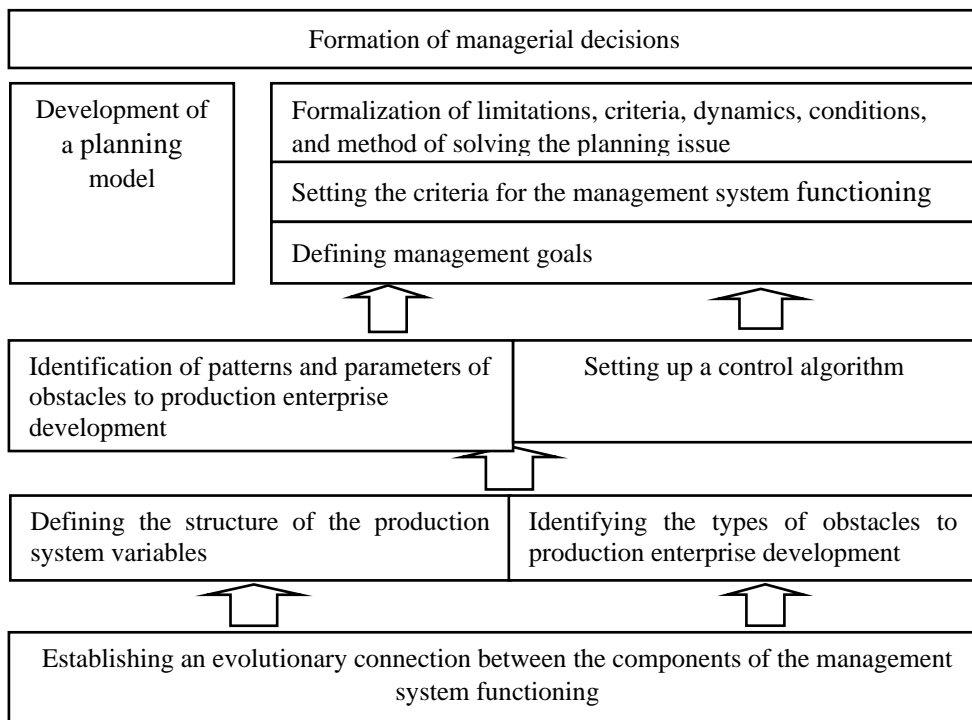 Formation of managerial decisions
Development of
a planning
model
Formalization of limitations, criteria, dynamics, conditions,
and method of solving the planning issue
Setting the criteria for the management system functioning
Defining management goals
Identification of patterns and parameters of
obstacles to production enterprise
development
Setting up a control algorithm
Defining the structure of the production
system variables
Identifying the types of obstacles to
production enterprise development
Establishing an evolutionary connection between the components of the management
system functioning